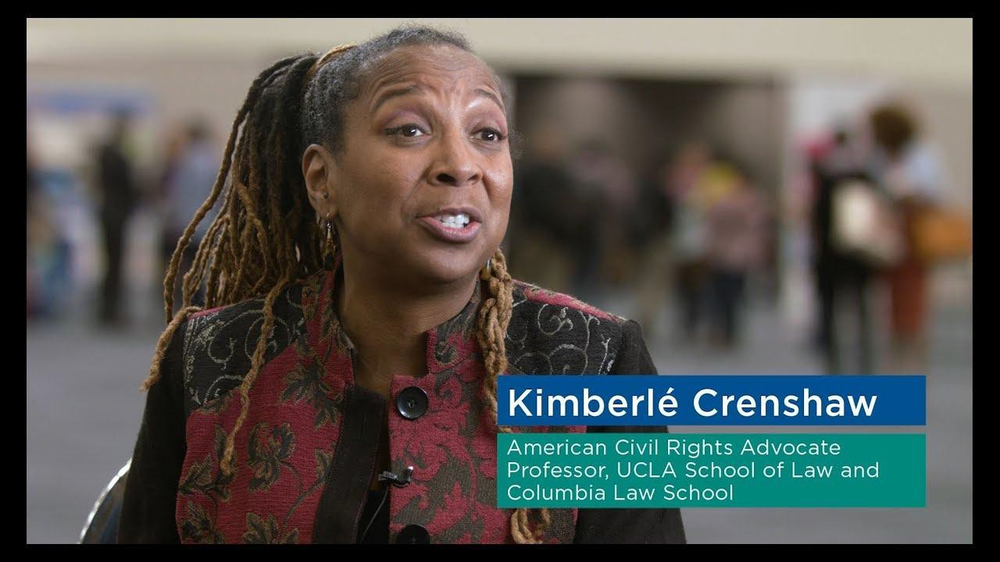 Kimberlé Crenshaw
American Civil Rights Advocate
Professor, UCLA School of Law and
Columbia Law School